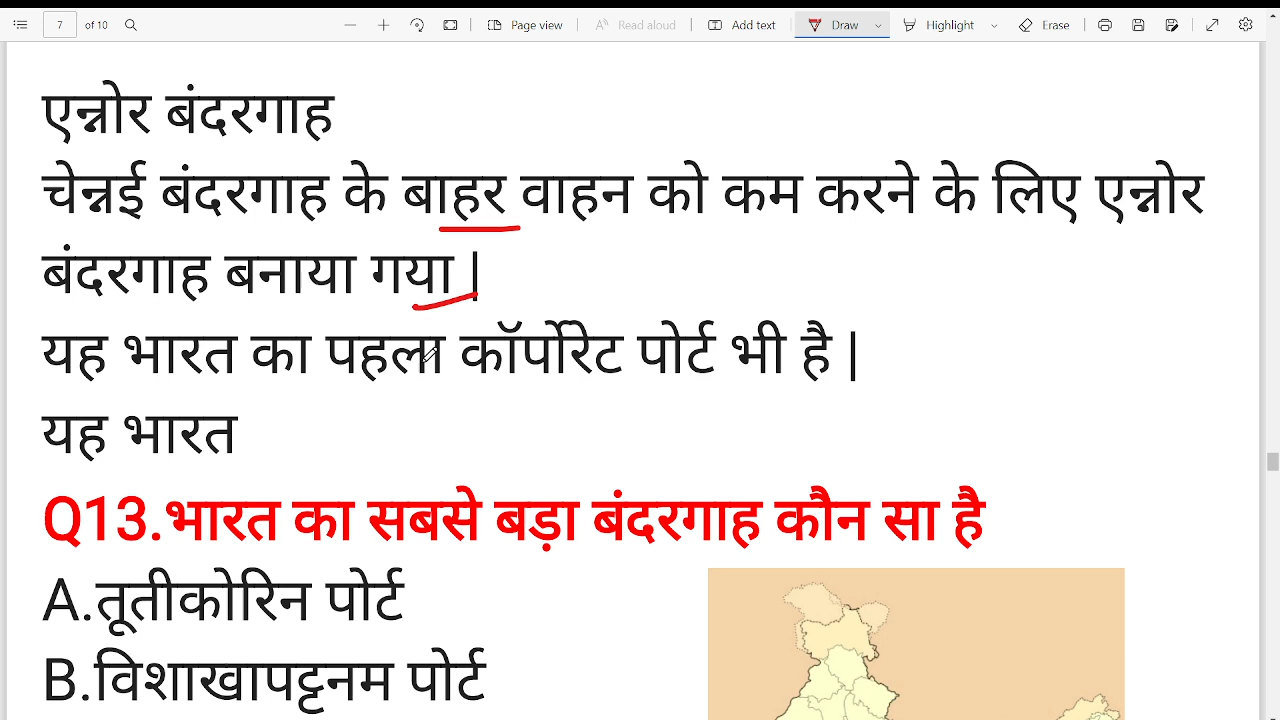 7 of 10 Page view Read aloud Add text Draw Highlight Erase
एन्नोर बंदरगाह
चेन्नई बंदरगाह के बाहर वाहन को कम करने के लिए एन्नोर
बंदरगाह बनाया गया |
यह भारत का पहला कॉर्पोरेट पोर्ट भी है |
यह भारत
Q13.भारत का सबसे बड़ा बंदरगाह कौन सा है
A.तूतीकोरिन पोर्ट
B.विशाखापट्टनम पोर्ट